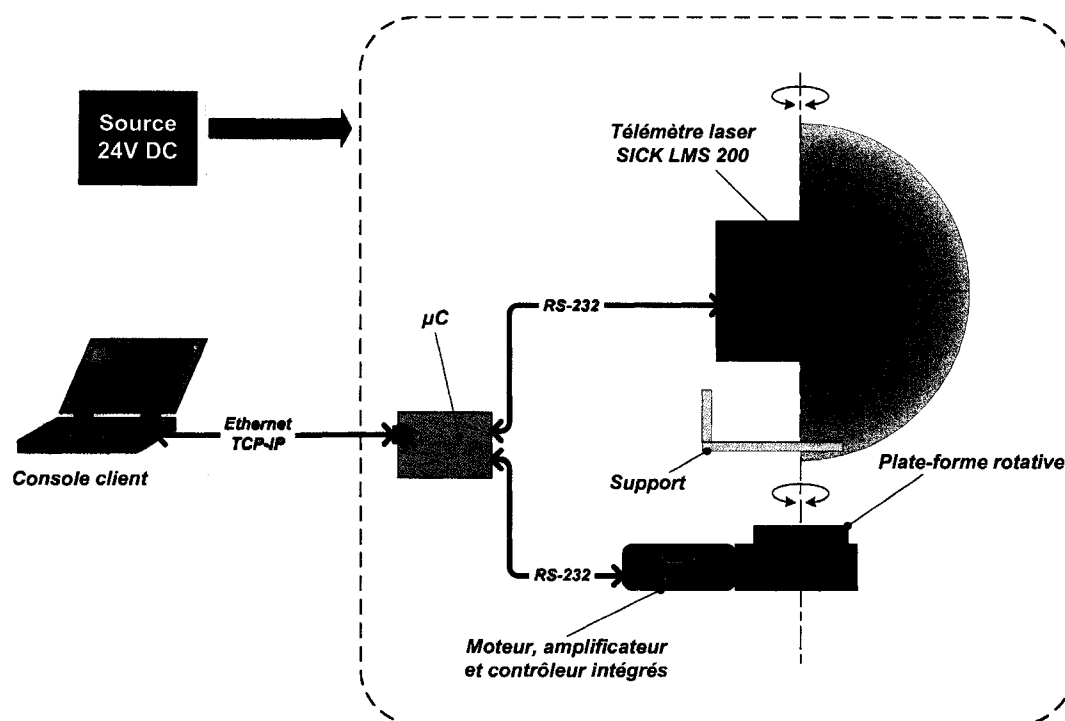 Source
24V DC
Télémètre laser
SICK LMS 200
RS-232
µC
Ethernet
TCP-IP
Console client
Support
Plate-forme rotative
RS-232
Moteur, amplificateur
et contrôleur intégrés